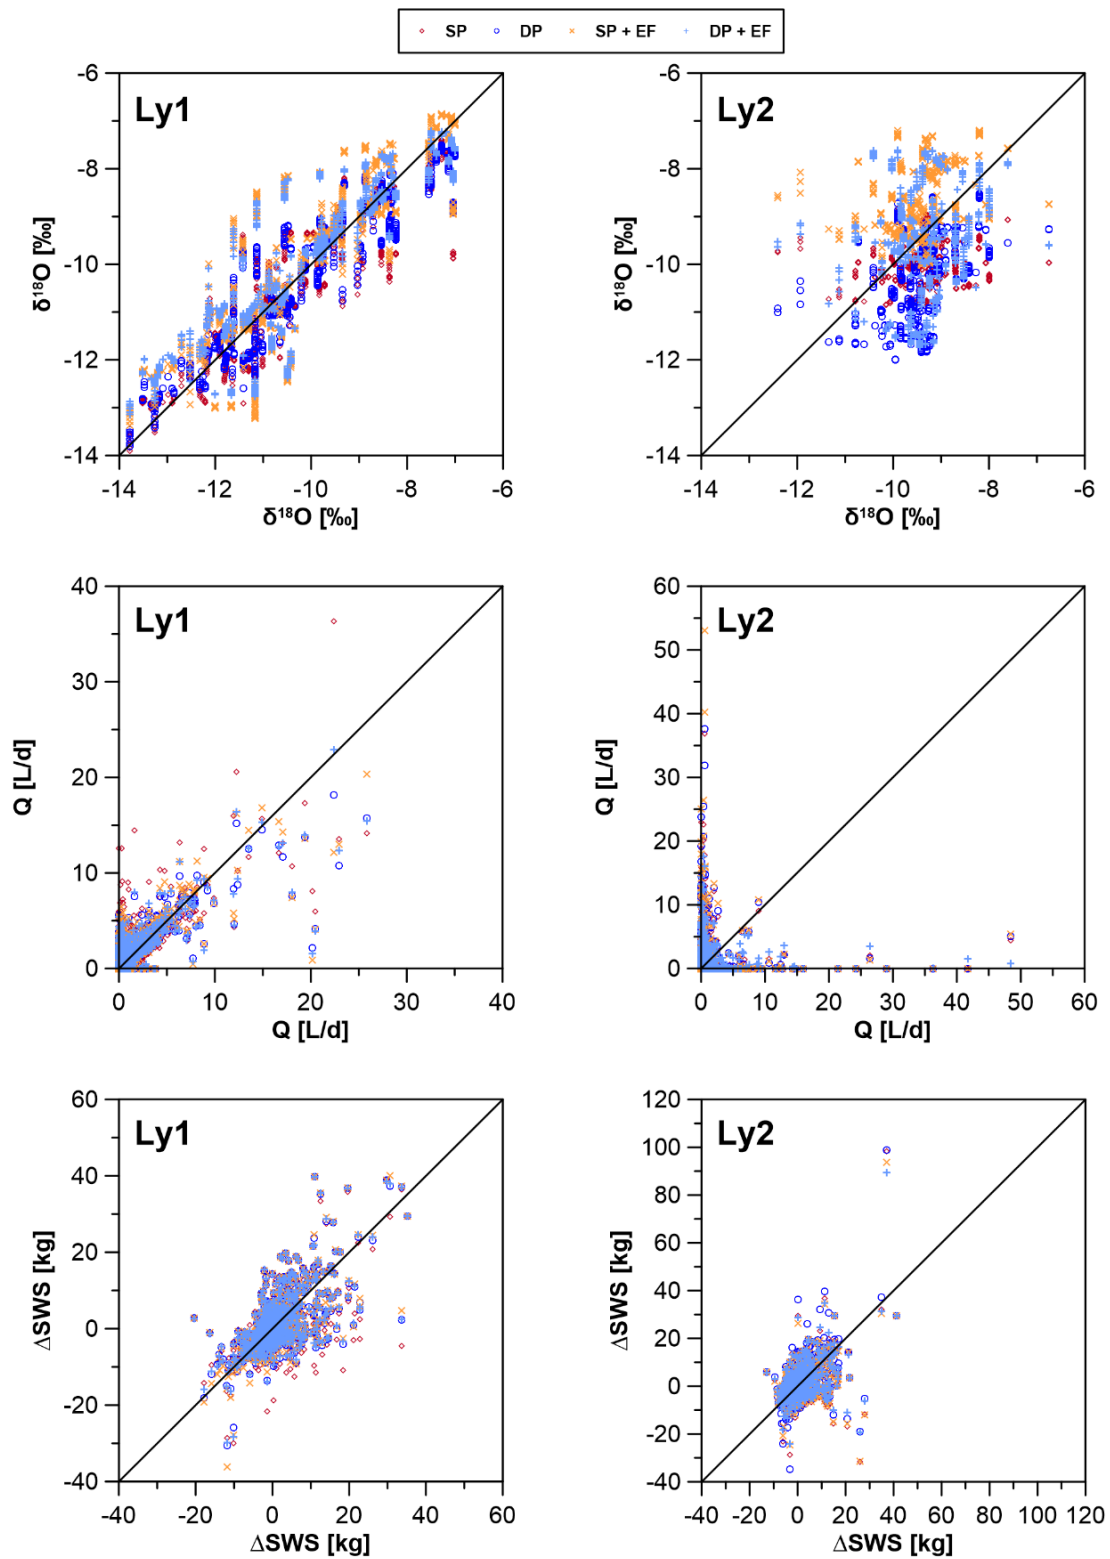 SP DP SP + EF DP + EF
Ly1
-6
-8
-10
-12
-14
δ¹⁸O [‰]
-14 -12 -10 -8 -6
δ¹⁸O [‰]
Ly2
-6
-8
-10
-12
-14
δ¹⁸O [‰]
-14 -12 -10 -8 -6
δ¹⁸O [‰]
Ly1
40
30
20
10
0
Q [L/d]
0 10 20 30 40
Q [L/d]
Ly2
60
50
40
30
20
10
0
Q [L/d]
0 10 20 30 40 50 60
Q [L/d]
Ly1
60
40
20
0
-20
-40
ΔSWS [kg]
-40 -20 0 20 40 60
ΔSWS [kg]
Ly2
120
100
80
60
40
20
0
-20
-40
ΔSWS [kg]
-40 -20 0 20 40 60 80 100 120
ΔSWS [kg]